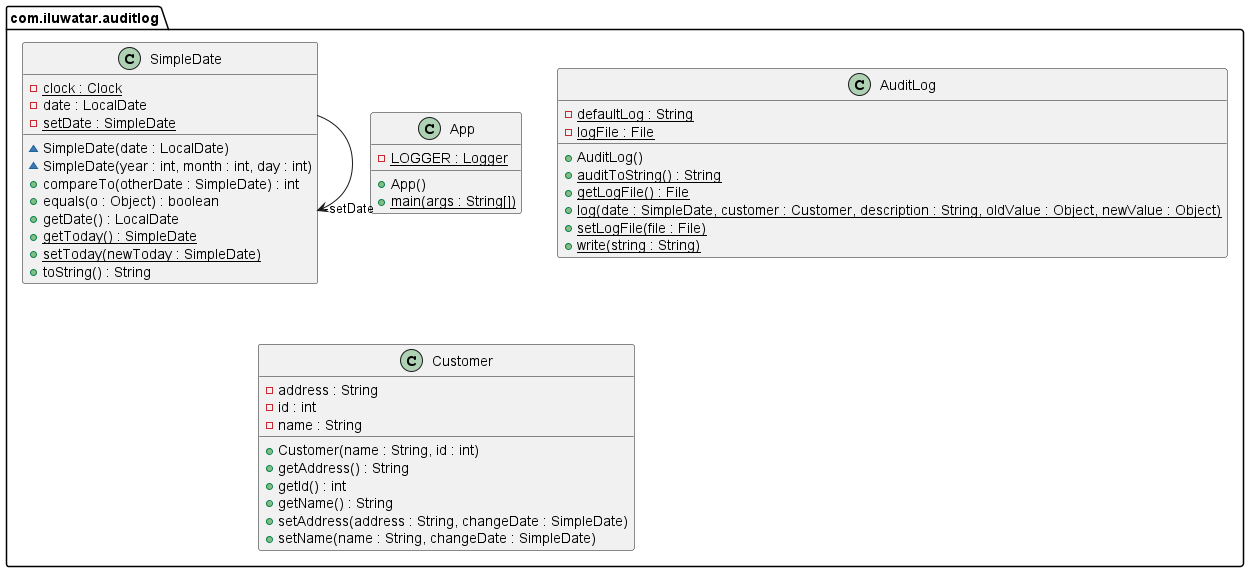 com.iluwatar.auditlog
C SimpleDate
clock : Clock
date : LocalDate
setDate : SimpleDate
SimpleDate(date : LocalDate)
SimpleDate(year : int, month : int, day : int)
compareTo(otherDate : SimpleDate) : int
equals(o : Object) : boolean
getDate() : LocalDate
getToday() : SimpleDate
setToday(newToday : SimpleDate)
toString() : String
setDate
C App
LOGGER : Logger
App()
main(args : String[])
C AuditLog
defaultLog : String
logFile : File
AuditLog()
auditToString() : String
getLogFile() : File
log(date : SimpleDate, customer : Customer, description : String, oldValue : Object, newValue : Object)
setLogFile(file : File)
write(string : String)
C Customer
address : String
id : int
name : String
Customer(name : String, id : int)
getAddress() : String
getId() : int
getName() : String
setAddress(address : String, changeDate : SimpleDate)
setName(name : String, changeDate : SimpleDate)